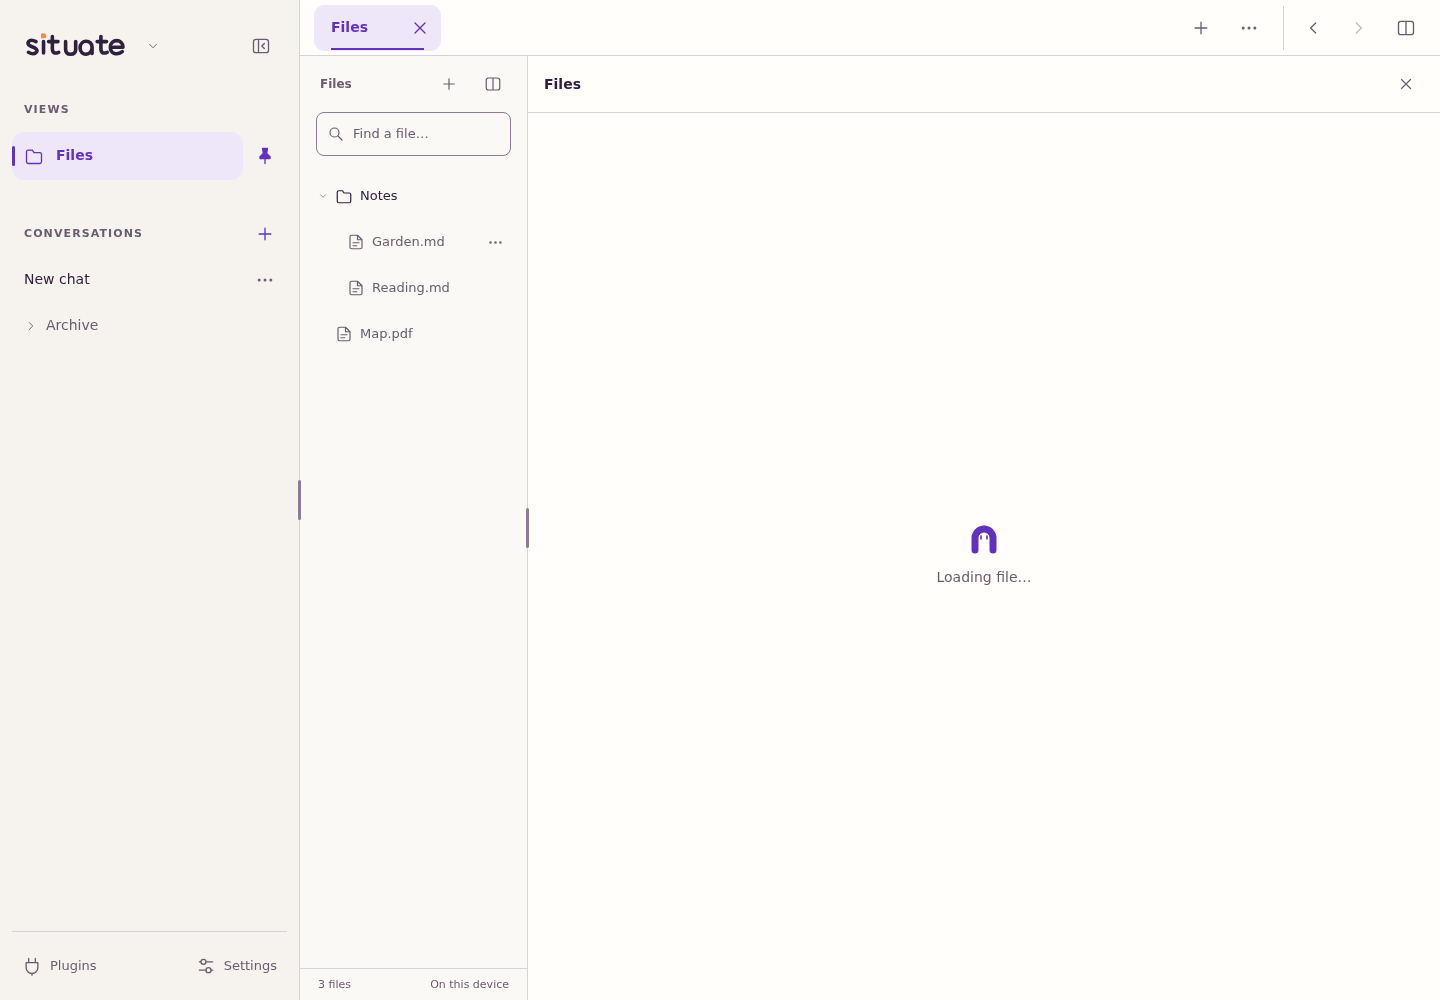 situate
Files
VIEWS
Files
CONVERSATIONS
New chat
Archive
Plugins
Settings
Files
Find a file...
Notes
Garden.md
Reading.md
Map.pdf
3 files
On this device
Files
Loading file...